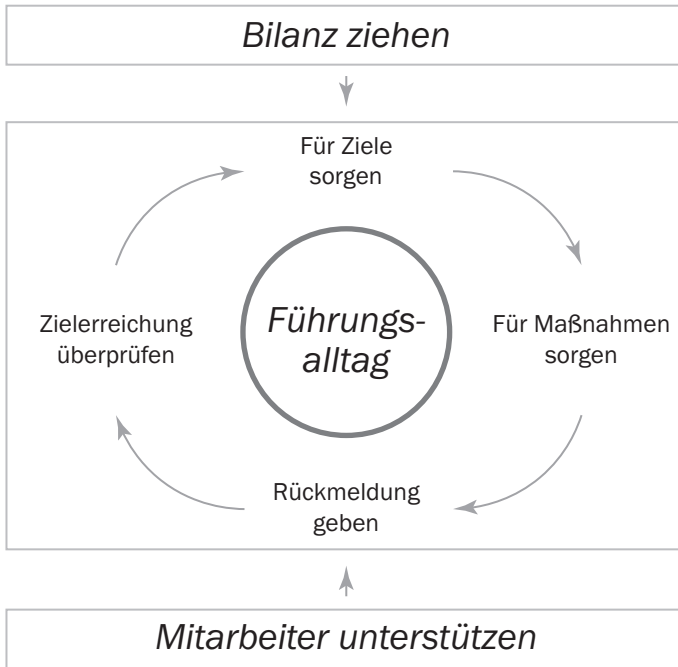 Bilanz ziehen
Für Ziele
sorgen
Führungs-
alltag
Zielerreichung
überprüfen
Für Maßnahmen
sorgen
Rückmeldung
geben
Mitarbeiter unterstützen